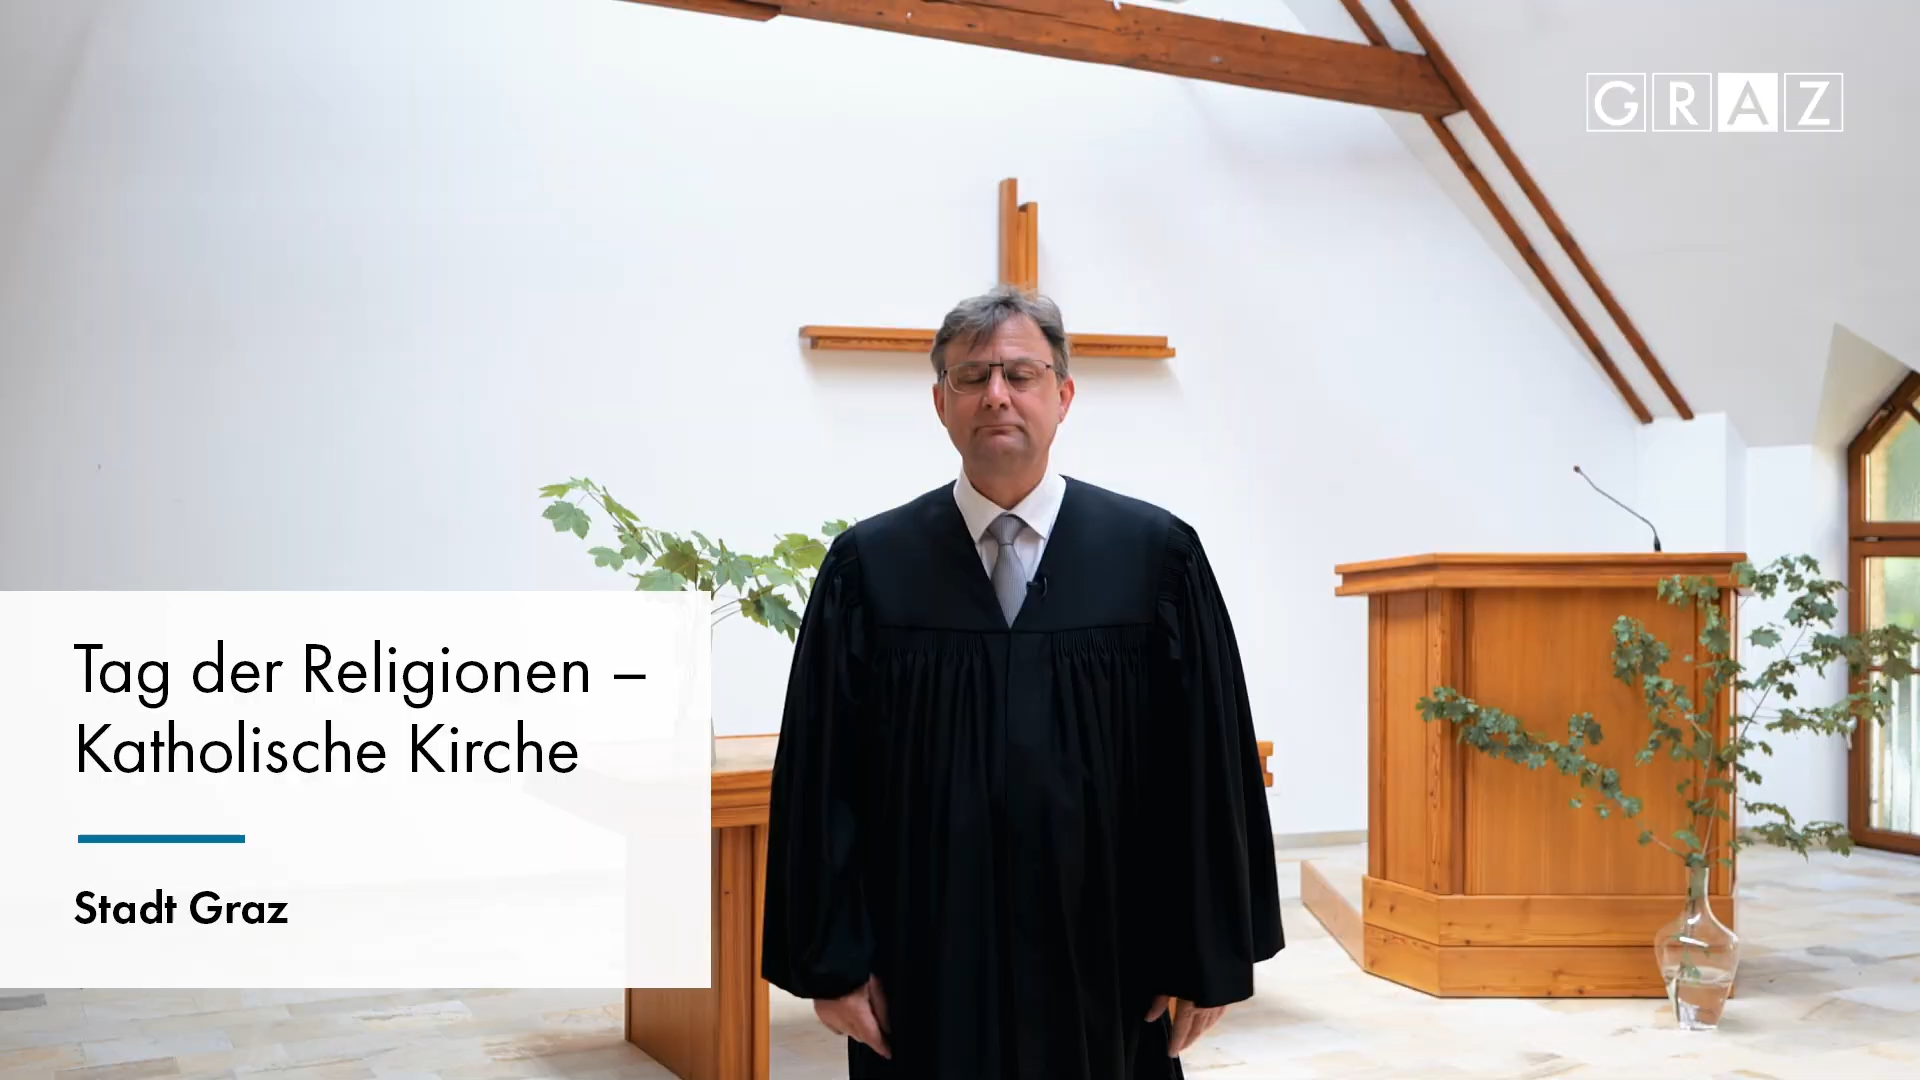 GRAZ
Tag der Religionen –
Katholische Kirche
Stadt Graz